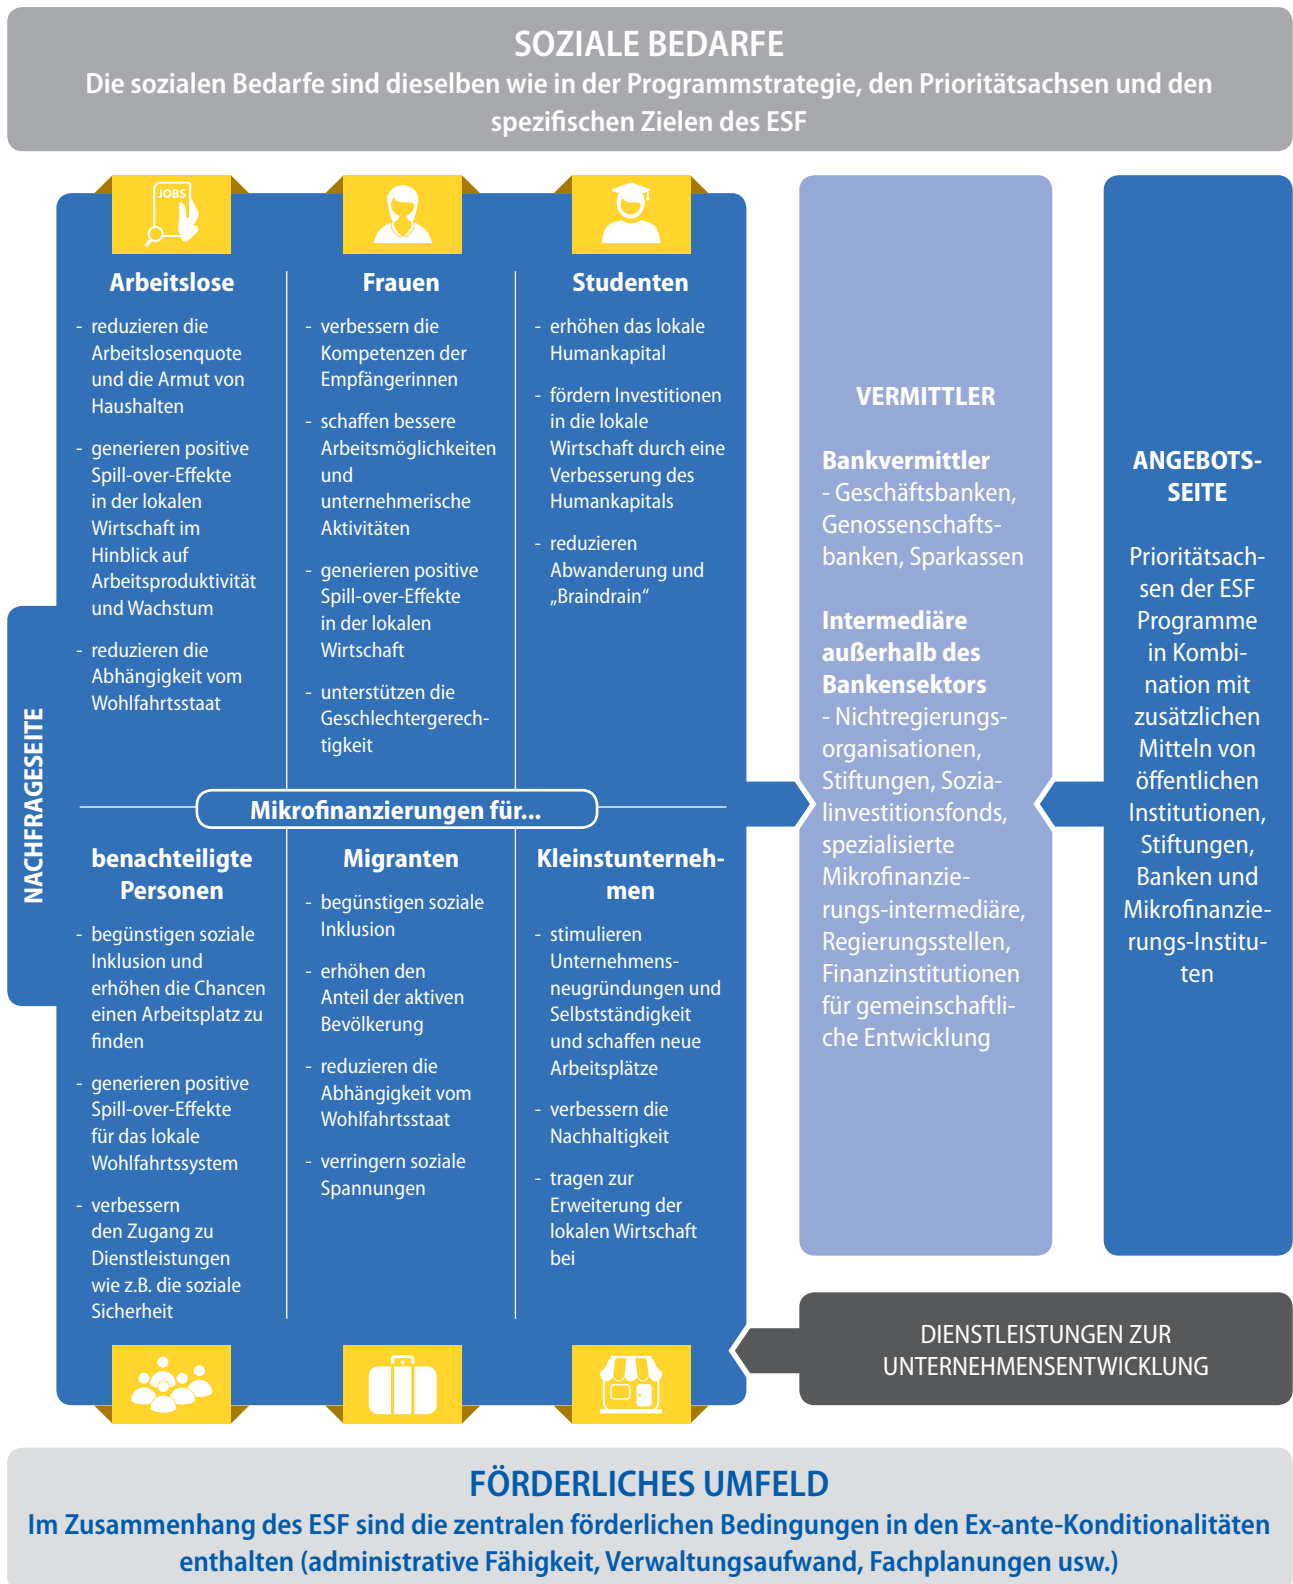 SOZIALE BEDARFE
Die sozialen Bedarfe sind dieselben wie in der Programmstrategie, den Prioritätsachsen und den
spezifischen Zielen des ESF
NACHFRAGESEITE
JOBS
Arbeitslose
- reduzieren die
Arbeitslosenquote
und die Armut von
Haushalten
- generieren positive
Spill-over-Effekte
in der lokalen
Wirtschaft im
Hinblick auf
Arbeitsproduktivität
und Wachstum
- reduzieren die
Abhängigkeit vom
Wohlfahrtsstaat
Frauen
- verbessern die
Kompetenzen der
Empfängerinnen
- schaffen bessere
Arbeitsmöglichkeiten
und
unternehmerische
Aktivitäten
- generieren positive
Spill-over-Effekte
in der lokalen
Wirtschaft
- unterstützen die
Geschlechtergerech-
tigkeit
Studenten
- erhöhen das lokale
Humankapital
- fördern Investitionen
in die lokale
Wirtschaft durch eine
Verbesserung des
Humankapitals
- reduzieren
Abwanderung und
„Braindrain“
Mikrofinanzierungen für...
benachteiligte
Personen
- begünstigen soziale
Inklusion und
erhöhen die Chancen
einen Arbeitsplatz zu
finden
- generieren positive
Spill-over-Effekte
für das lokale
Wohlfahrtssystem
- verbessern
den Zugang zu
Dienstleistungen
wie z.B. die soziale
Sicherheit
Migranten
- begünstigen soziale
Inklusion
- erhöhen den
Anteil der aktiven
Bevölkerung
- reduzieren die
Abhängigkeit vom
Wohlfahrtsstaat
- verringern soziale
Spannungen
Kleinstunterneh-
men
- stimulieren
Unternehmens-
neugründungen und
Selbstständigkeit
und schaffen neue
Arbeitsplätze
- verbessern die
Nachhaltigkeit
- tragen zur
Erweiterung der
lokalen Wirtschaft
bei
VERMITTLER
Bankvermittler
- Geschäftsbanken,
Genossenschafts-
banken, Sparkassen
Intermediäre
außerhalb des
Bankensektors
- Nichtregierungs-
organisationen,
Stiftungen, Sozia-
linvestitionsfonds,
spezialisierte
Mikrofinanzie-
rungs-intermediäre,
Regierungsstellen,
Finanzinstitutionen
für gemeinschaftli-
che Entwicklung
ANGEBOTS-
SEITE
Prioritätsach-
sen der ESF
Programme
in Kombi-
nation mit
zusätzlichen
Mitteln von
öffentlichen
Institutionen,
Stiftungen,
Banken und
Mikrofinanzie-
rungs-Institu-
ten
DIENSTLEISTUNGEN ZUR
UNTERNEHMENSENTWICKLUNG
FÖRDERLICHES UMFELD
Im Zusammenhang des ESF sind die zentralen förderlichen Bedingungen in den Ex-ante-Konditionalitäten
enthalten (administrative Fähigkeit, Verwaltungsaufwand, Fachplanungen usw.)